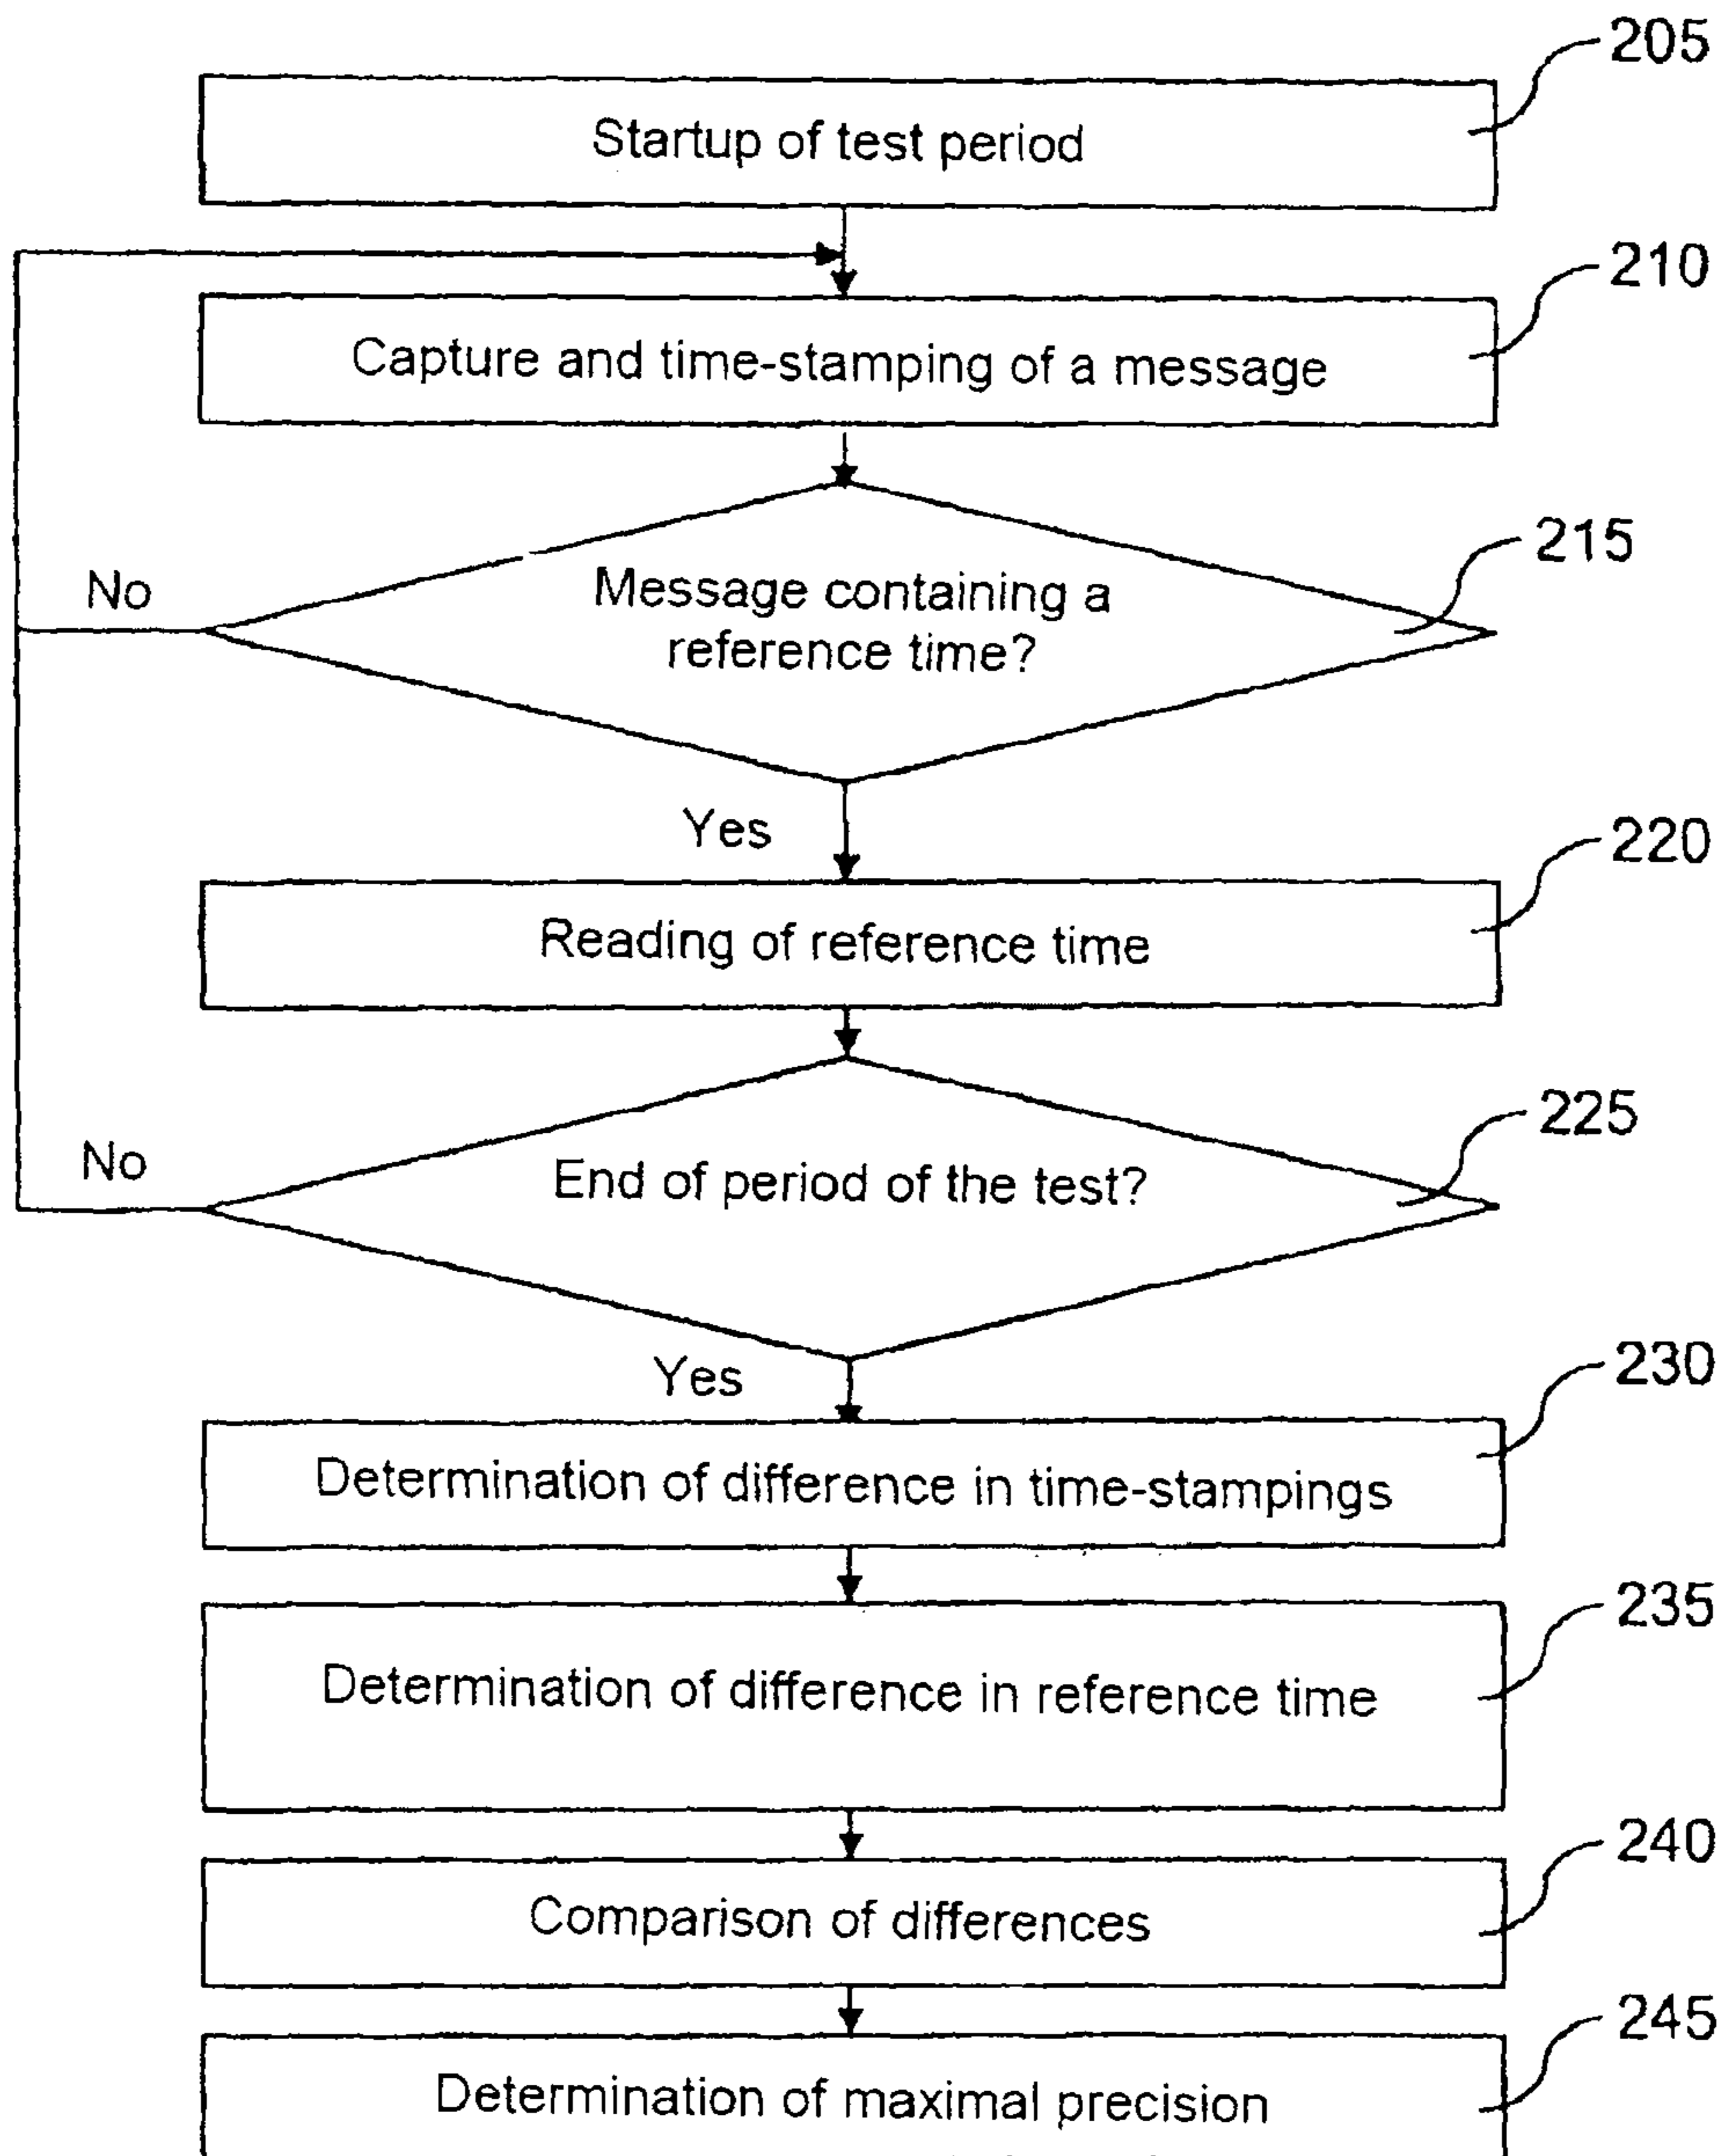 205
Startup of test period
210
Capture and time-stamping of a message
215
No
Message containing a
reference time?
Yes
220
Reading of reference time
225
No
End of period of the test?
Yes
230
Determination of difference in time-stampings
235
Determination of difference in reference time
240
Comparison of differences
245
Determination of maximal precision